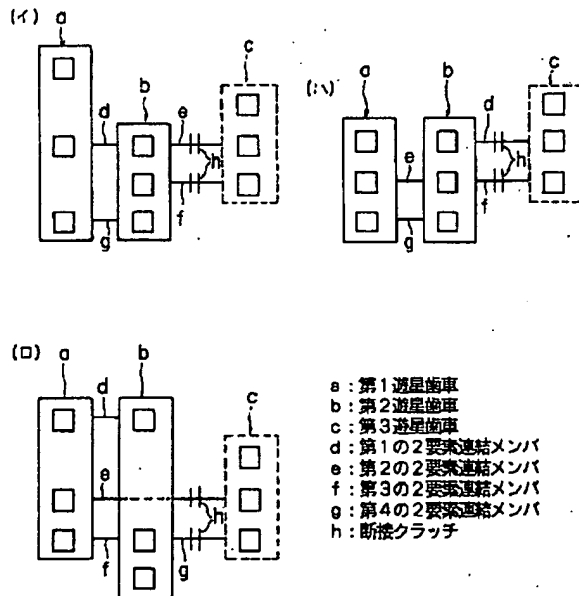 (イ)
a
b
c
d
e
h
f
g
(ハ)
a
b
c
d
e
h
f
g
(ロ)
a
b
c
d
e
h
f
g
a : 第1遊星歯車
b : 第2遊星歯車
c : 第3遊星歯車
d : 第1の2要素連結メンバ
e : 第2の2要素連結メンバ
f : 第3の2要素連結メンバ
g : 第4の2要素連結メンバ
h : 断接クラッチ